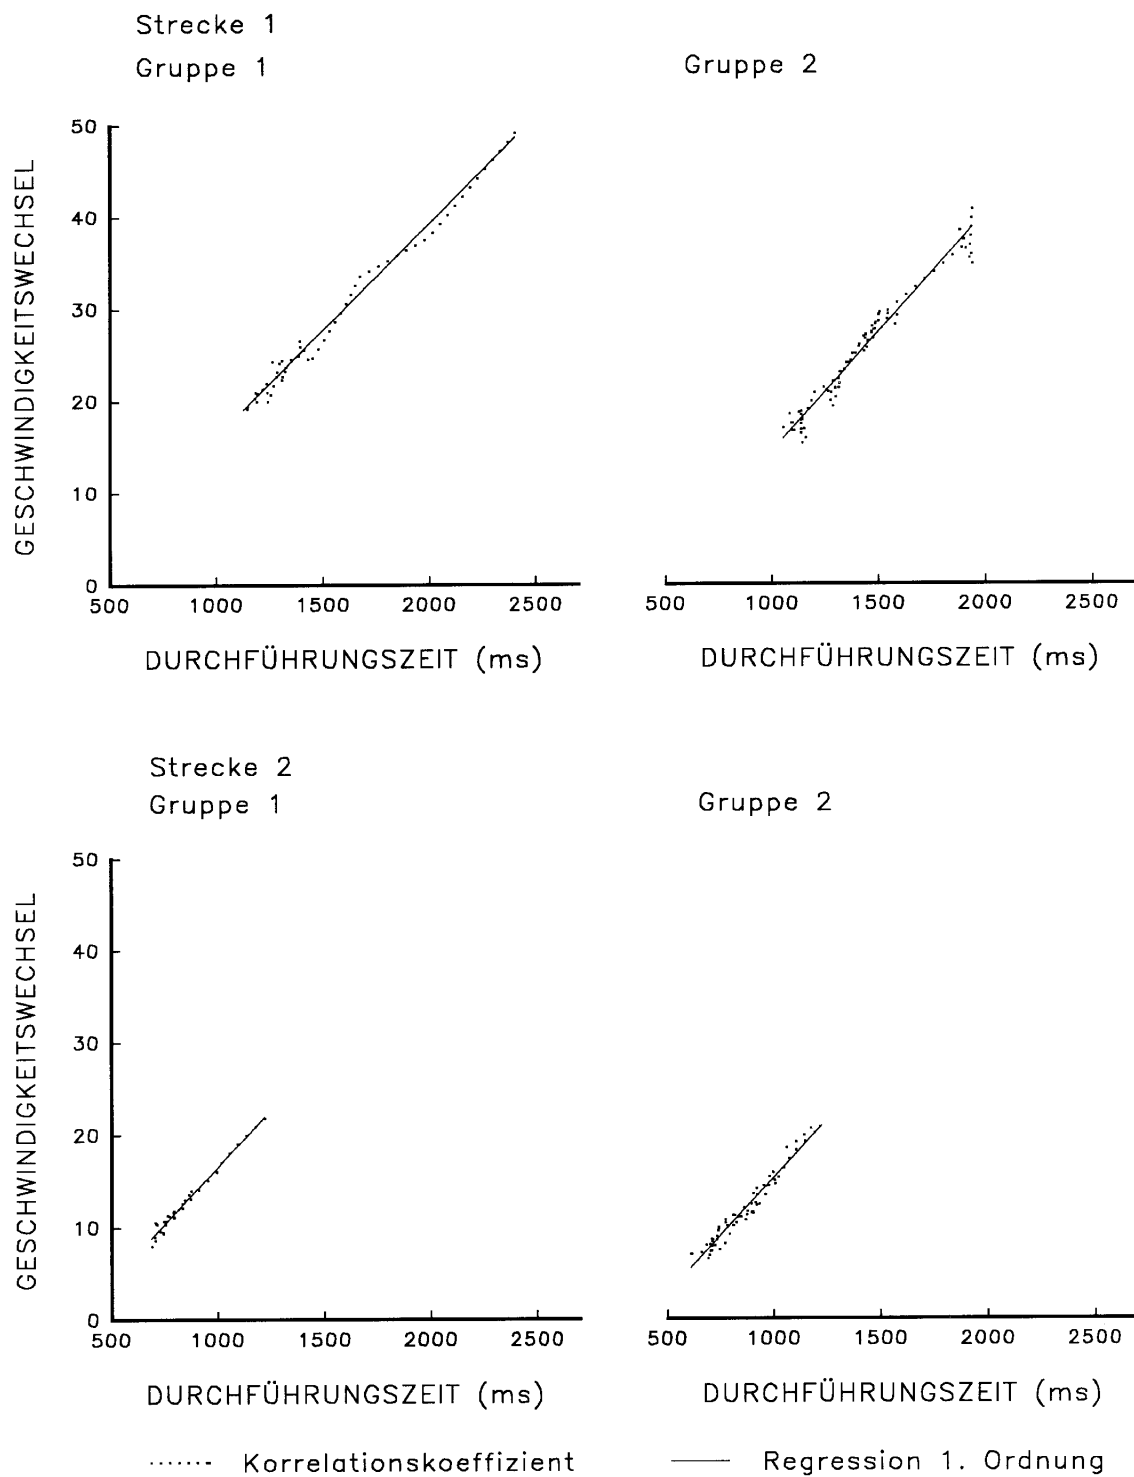 Strecke 1
Gruppe 1
Gruppe 2
GESCHWINDIGKEITSWECHSEL
50
40
30
20
10
0
500 1000 1500 2000 2500
500 1000 1500 2000 2500
DURCHFÜHRUNGSZEIT (ms)
DURCHFÜHRUNGSZEIT (ms)
Strecke 2
Gruppe 1
Gruppe 2
GESCHWINDIGKEITSWECHSEL
50
40
30
20
10
0
500 1000 1500 2000 2500
500 1000 1500 2000 2500
DURCHFÜHRUNGSZEIT (ms)
DURCHFÜHRUNGSZEIT (ms)
Korrelationskoeffizient
Regression 1. Ordnung